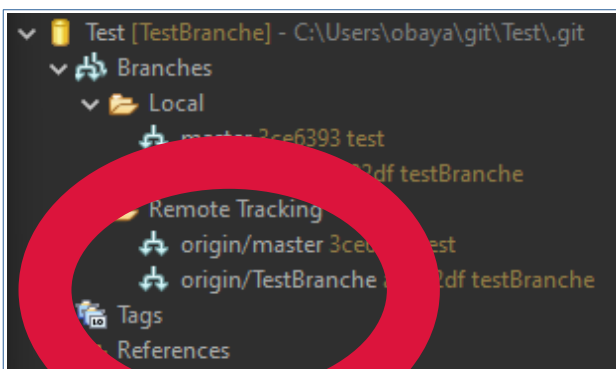 Test [TestBranche] - C:\Users\obaya\git\Test\.git
Branches
Local
master 3ce6393 test
2df testBranche
Remote Tracking
origin/master 3ce test
origin/TestBranche 2df testBranche
Tags
References